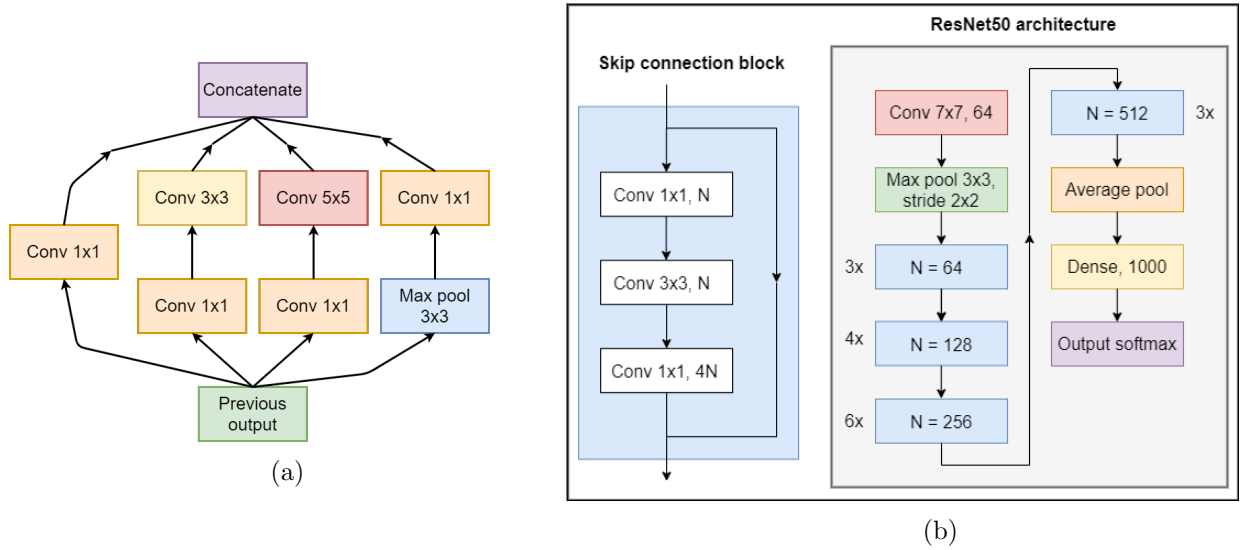 Concatenate
Conv 3x3
Conv 5x5
Conv 1x1
Conv 1x1
Conv 1x1
Conv 1x1
Max pool
3x3
Previous
output
(a)
ResNet50 architecture
Skip connection block
Conv 1x1, N
Conv 3x3, N
Conv 1x1, 4N
Conv 7x7, 64
Max pool 3x3,
stride 2x2
3x
N = 64
4x
N = 128
6x
N = 256
N = 512
3x
Average pool
Dense, 1000
Output softmax
(b)